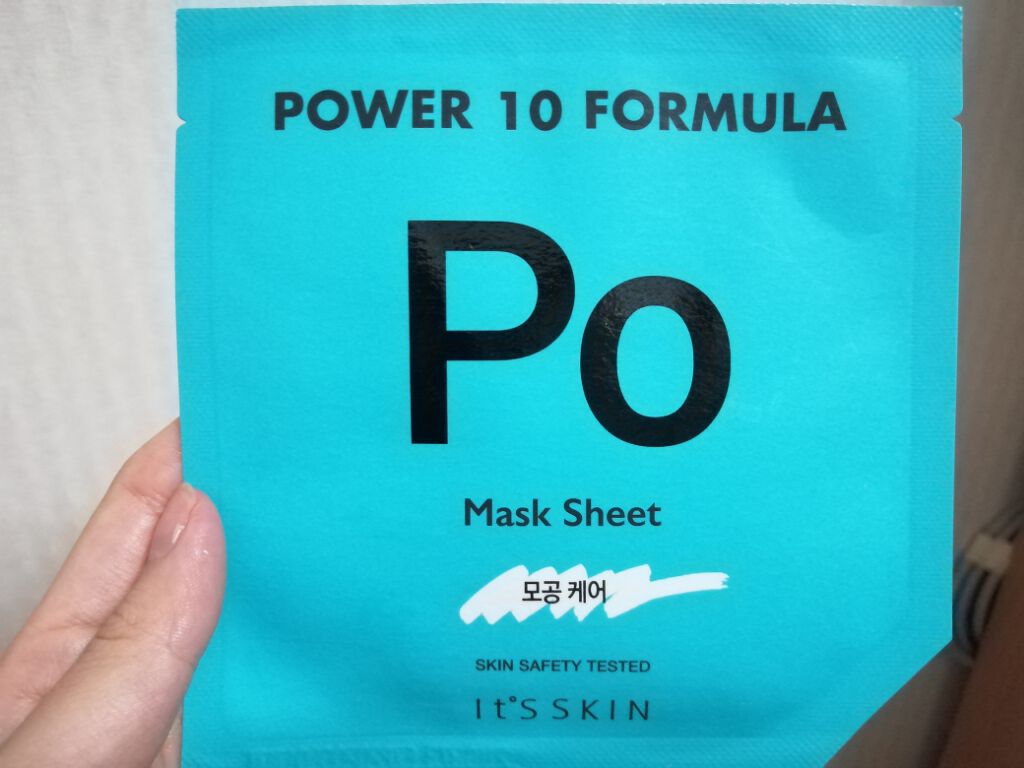 POWER 10 FORMULA
Po
Mask Sheet
모공 케어
SKIN SAFETY TESTED
It'S SKIN